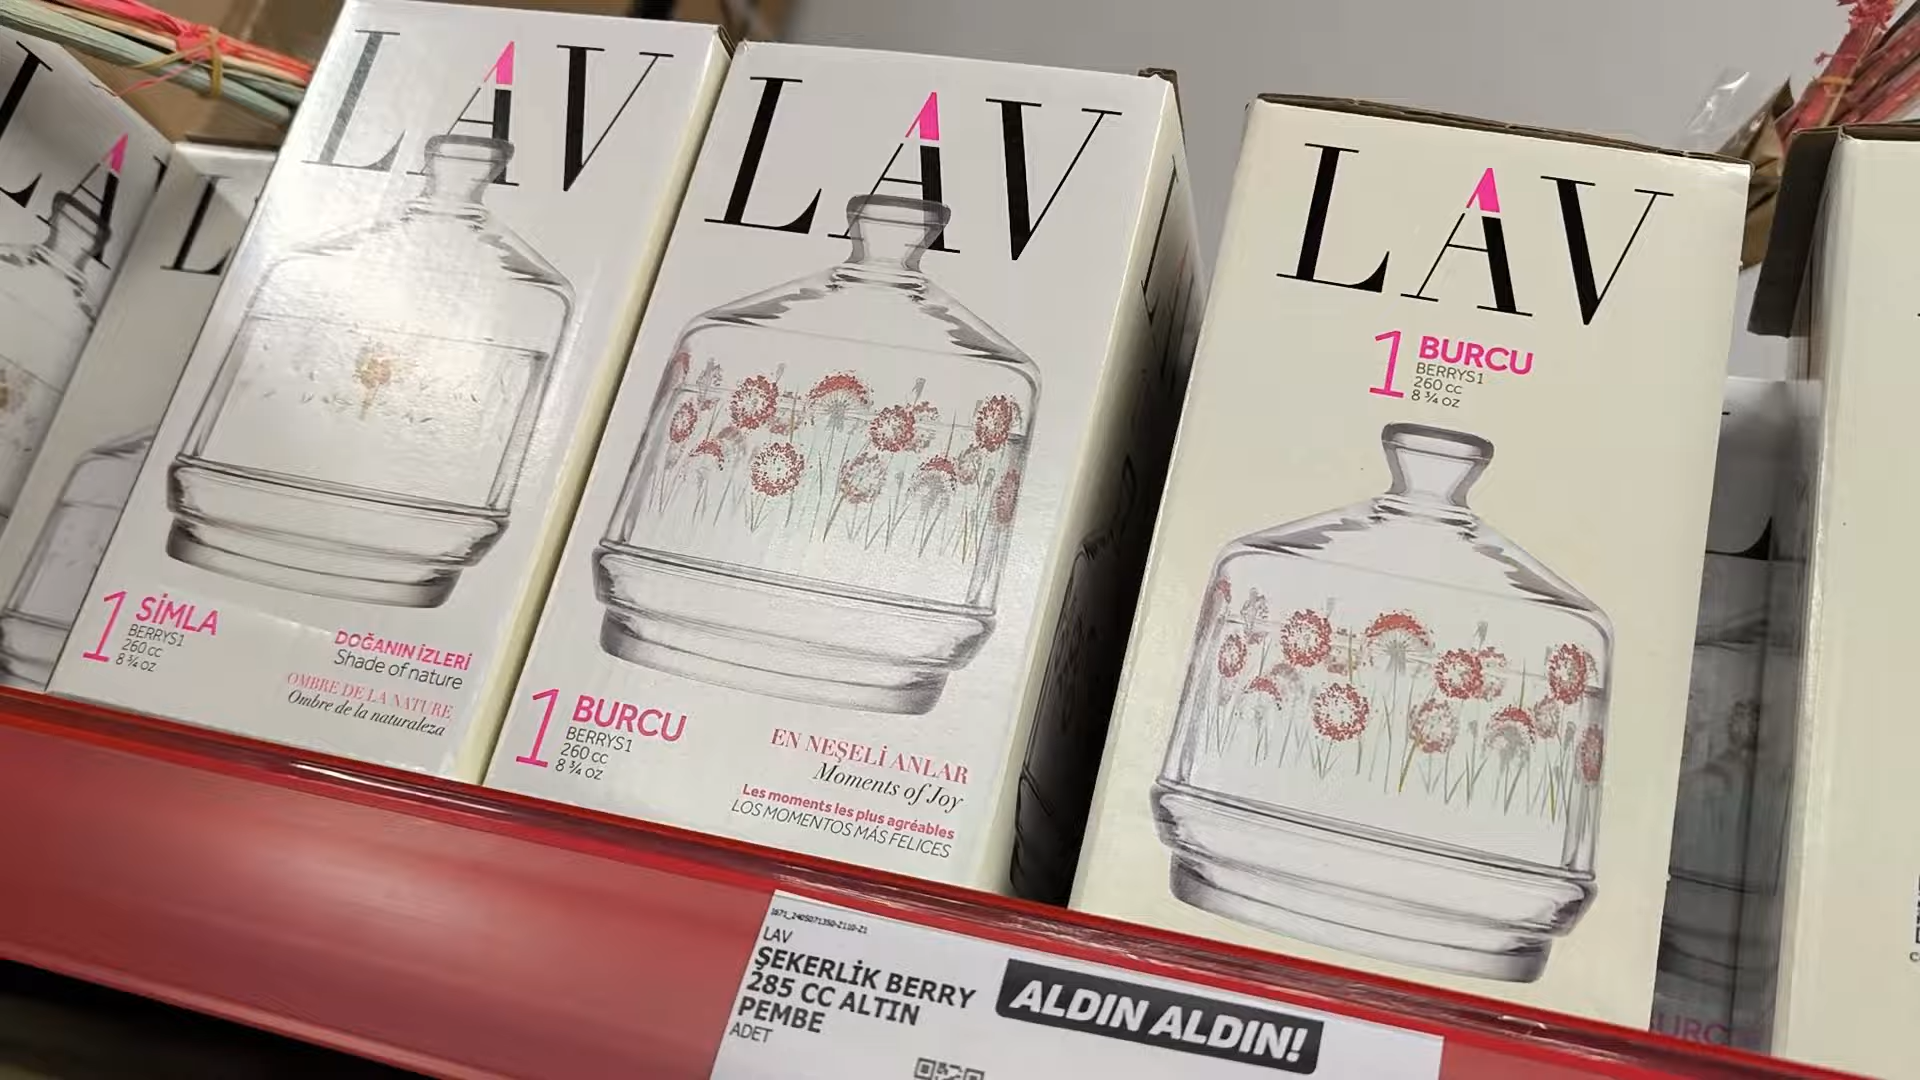 LA
L
LAV
1 SİMLA
BERRYS1
260 cc
8 ¾ oz
DOĞANIN İZLERİ
Shade of nature
OMBRE DE LA NATURE
Ombre de la naturaleza
LAV
1 BURCU
BERRYS1
260 cc
8 ¾ oz
EN NEŞELİ ANLAR
Moments of Joy
Les moments les plus agréables
LOS MOMENTOS MÁS FELICES
LAV
1 BURCU
BERRYS1
260 cc
8 ¾ oz
LAV
ŞEKERLİK BERRY
285 CC ALTIN
PEMBE
ADET
ALDIN ALDIN!